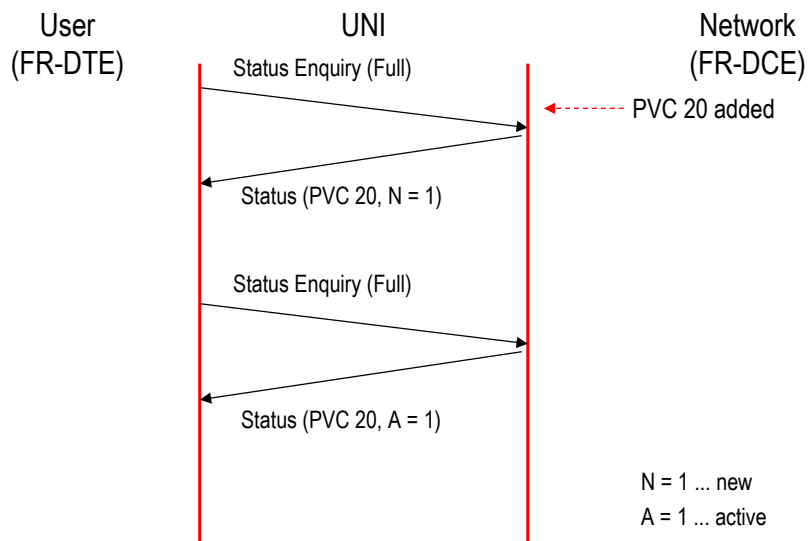 User
(FR-DTE)
UNI
Network
(FR-DCE)
Status Enquiry (Full)
PVC 20 added
Status (PVC 20, N = 1)
Status Enquiry (Full)
Status (PVC 20, A = 1)
N = 1 ... new
A = 1 ... active